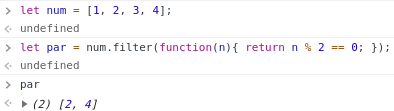 let num = [1, 2, 3, 4];
undefined
let par = num.filter(function(n){ return n % 2 == 0; });
undefined
par
(2) [2, 4]